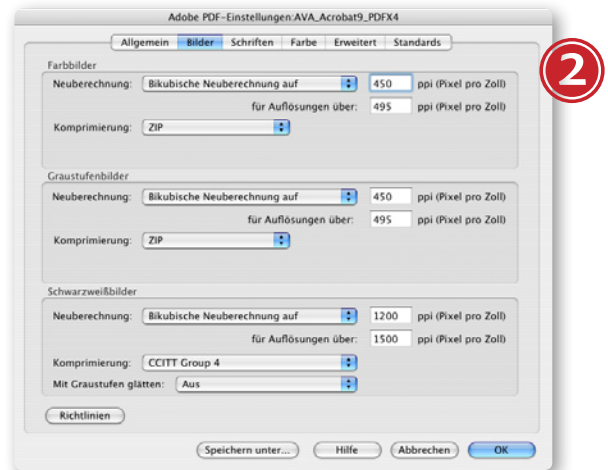 Adobe PDF-Einstellungen:AVA_Acrobat9_PDFX4
Allgemein Bilder Schriften Farbe Erweitert Standards
2
Farbbilder
Neuberechnung: Bikubische Neuberechnung auf 450 ppi (Pixel pro Zoll)
für Auflösungen über: 495 ppi (Pixel pro Zoll)
Komprimierung: ZIP
Graustufenbilder
Neuberechnung: Bikubische Neuberechnung auf 450 ppi (Pixel pro Zoll)
für Auflösungen über: 495 ppi (Pixel pro Zoll)
Komprimierung: ZIP
Schwarzweißbilder
Neuberechnung: Bikubische Neuberechnung auf 1200 ppi (Pixel pro Zoll)
für Auflösungen über: 1500 ppi (Pixel pro Zoll)
Komprimierung: CCITT Group 4
Mit Graustufen glätten: Aus
Richtlinien
Speichern unter... Hilfe Abbrechen OK